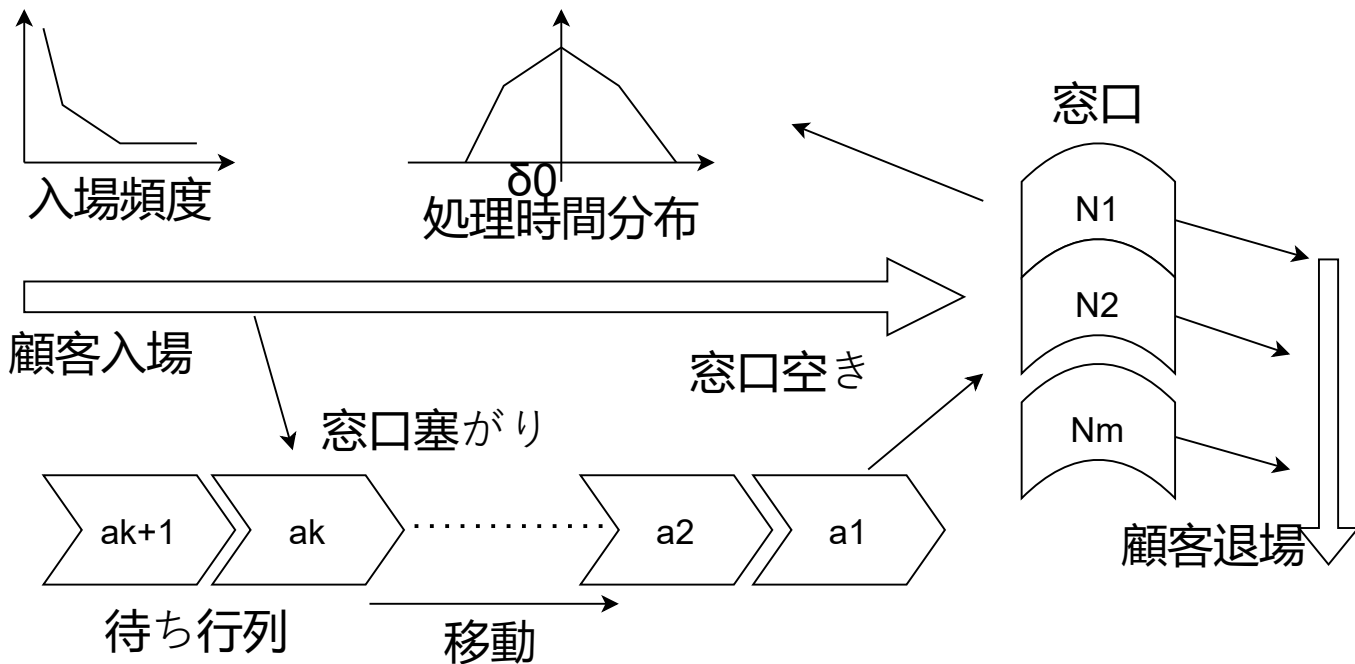 窓口
δ0
入場頻度
処理時間分布
N1
N2
顧客入場
窓口空き
窓口塞がり
Nm
ak+1
ak
a2
a1
顧客退場
待ち行列
移動